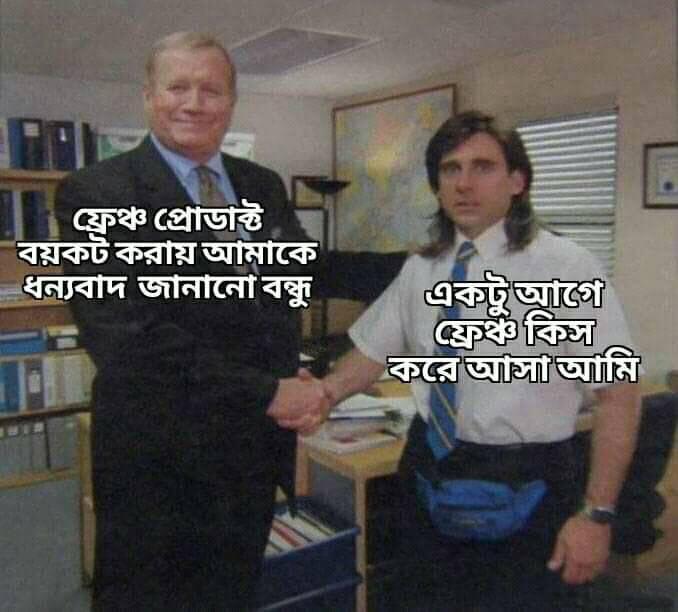 ফ্রেঞ্চ প্রোডাক্ট
বয়কট করায় আমাকে
ধন্যবাদ জানানো বন্ধু
একটু আগে
ফ্রেঞ্চ কিস
করে আসা আমি